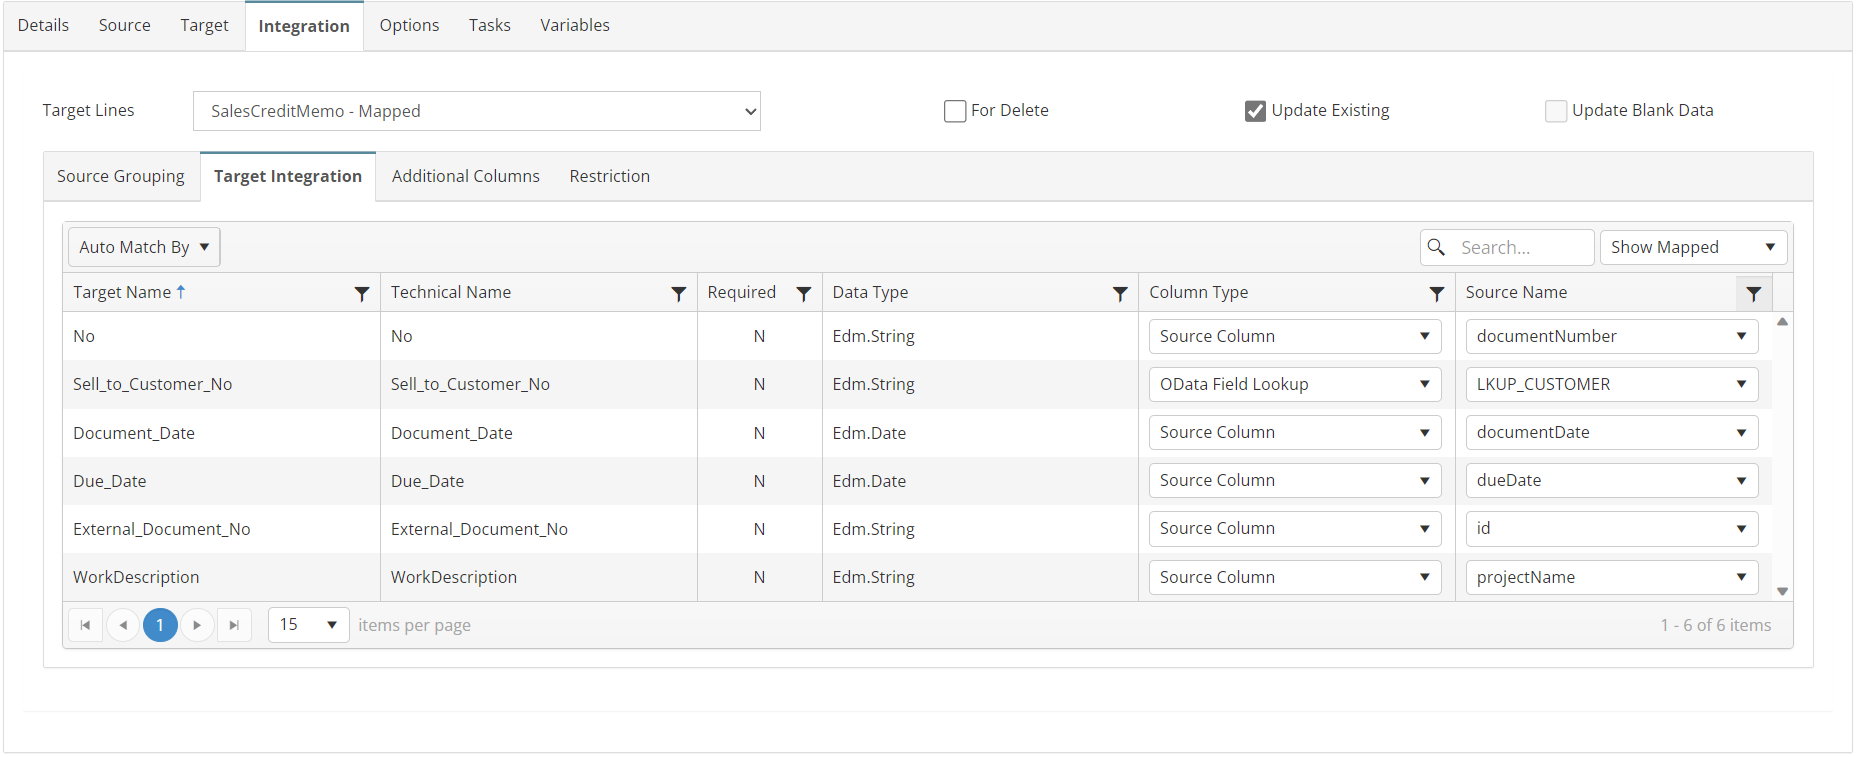 Details Source Target Integration Options Tasks Variables
Target Lines SalesCreditMemo - Mapped For Delete Update Existing Update Blank Data
Source Grouping Target Integration Additional Columns Restriction
Auto Match By Search... Show Mapped
Target Name Technical Name Required Data Type Column Type Source Name
No No N Edm.String Source Column documentNumber
Sell_to_Customer_No Sell_to_Customer_No N Edm.String OData Field Lookup LKUP_CUSTOMER
Document_Date Document_Date N Edm.Date Source Column documentDate
Due_Date Due_Date N Edm.Date Source Column dueDate
External_Document_No External_Document_No N Edm.String Source Column id
WorkDescription WorkDescription N Edm.String Source Column projectName
1 15 items per page 1 - 6 of 6 items